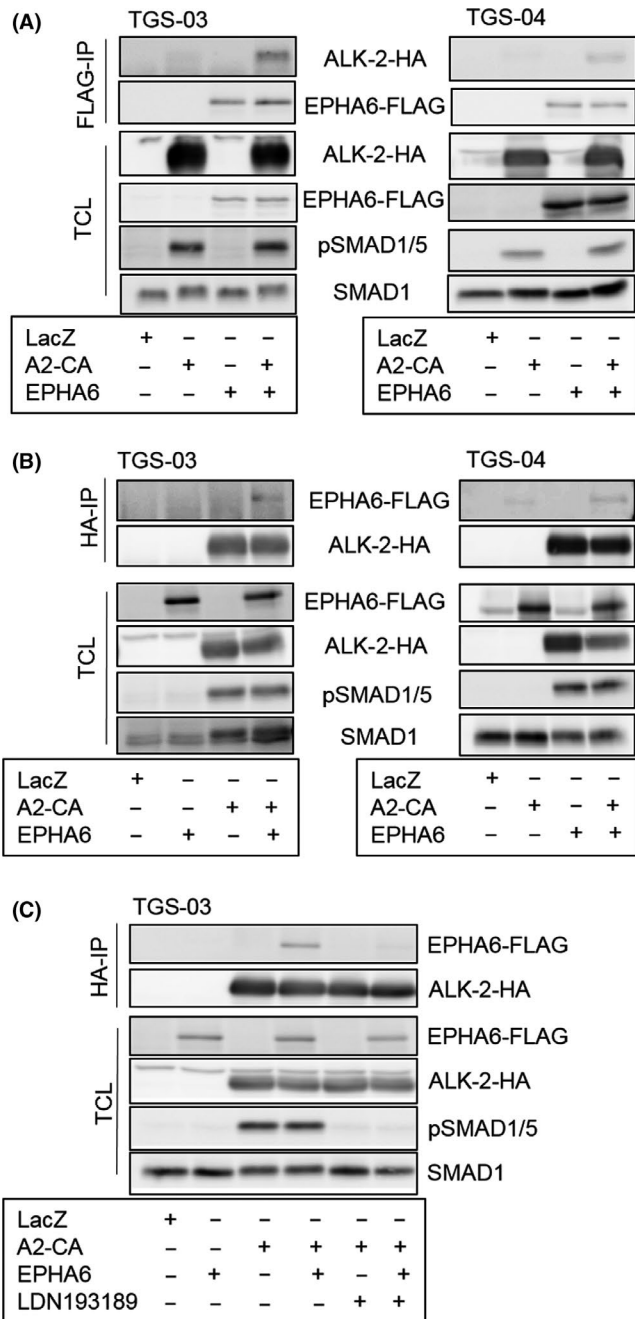 (A)
TGS-03 TGS-04
FLAG-IP
ALK-2-HA
EPHA6-FLAG
TCL
ALK-2-HA
EPHA6-FLAG
pSMAD1/5
SMAD1
LacZ + – – – LacZ + – – –
A2-CA – + – + A2-CA – + – +
EPHA6 – – + + EPHA6 – – + +
(B)
TGS-03 TGS-04
HA-IP
EPHA6-FLAG
ALK-2-HA
TCL
EPHA6-FLAG
ALK-2-HA
pSMAD1/5
SMAD1
LacZ + – – – LacZ + – – –
A2-CA – – + + A2-CA – + – +
EPHA6 – + – + EPHA6 – – + +
(C)
TGS-03
HA-IP
EPHA6-FLAG
ALK-2-HA
TCL
EPHA6-FLAG
ALK-2-HA
pSMAD1/5
SMAD1
LacZ + – – – – –
A2-CA – – + + + +
EPHA6 – + – + – +
LDN193189 – – – – + +